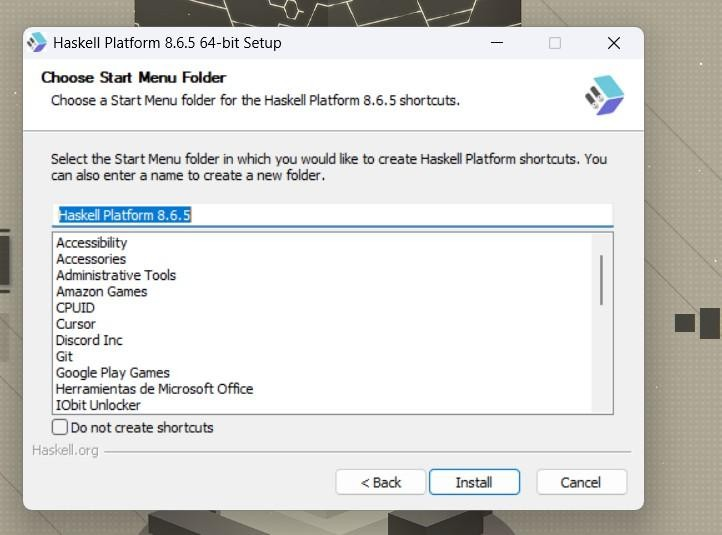 Haskell Platform 8.6.5 64-bit Setup
Choose Start Menu Folder
Choose a Start Menu folder for the Haskell Platform 8.6.5 shortcuts.
Select the Start Menu folder in which you would like to create Haskell Platform shortcuts. You
can also enter a name to create a new folder.
Haskell Platform 8.6.5
Accessibility
Accessories
Administrative Tools
Amazon Games
CPUID
Cursor
Discord Inc
Git
Google Play Games
Herramientas de Microsoft Office
IObit Unlocker
Do not create shortcuts
Haskell.org
< Back Install Cancel